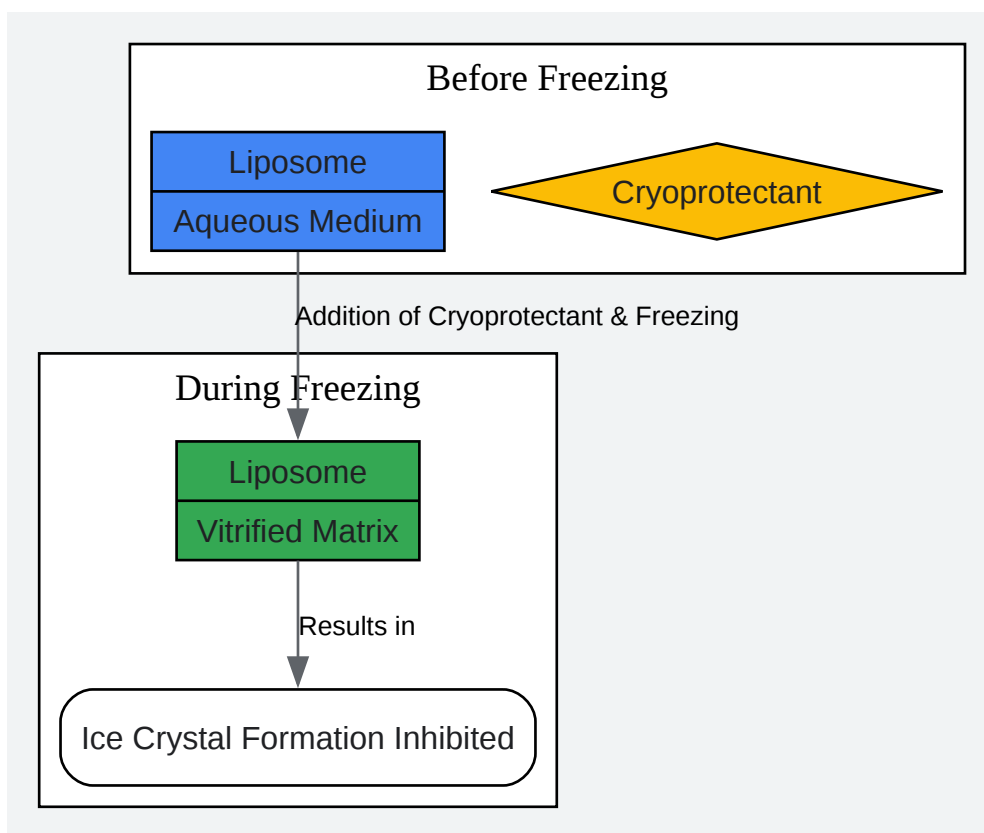 Before Freezing
Liposome
Aqueous Medium
Cryoprotectant
Addition of Cryoprotectant & Freezing
During Freezing
Liposome
Vitrified Matrix
Results in
Ice Crystal Formation Inhibited